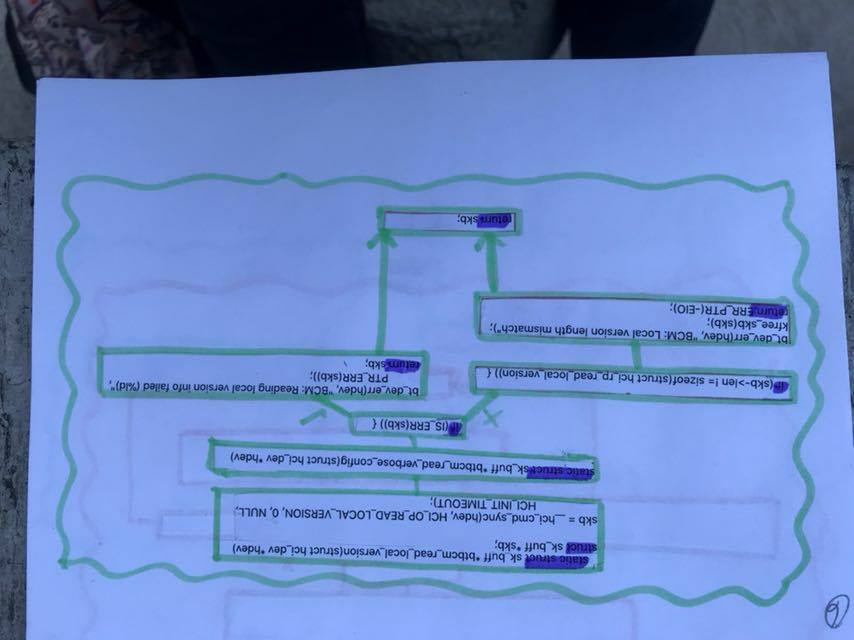 static struct sk_buff *btbcm_read_local_version(struct hci_dev *hdev)
struct sk_buff *skb;
skb = __hci_cmd_sync(hdev, HCI_OP_READ_LOCAL_VERSION, 0, NULL,
HCI_INIT_TIMEOUT);
static struct sk_buff *btbcm_read_verbose_config(struct hci_dev *hdev)
if (IS_ERR(skb)) {
if (skb->len != sizeof(struct hci_rp_read_local_version)) {
bt_dev_err(hdev, "BCM: Reading local version info failed (%ld)",
PTR_ERR(skb));
return skb;
bt_dev_err(hdev, "BCM: Local version length mismatch");
kfree_skb(skb);
return ERR_PTR(-EIO);
return skb;